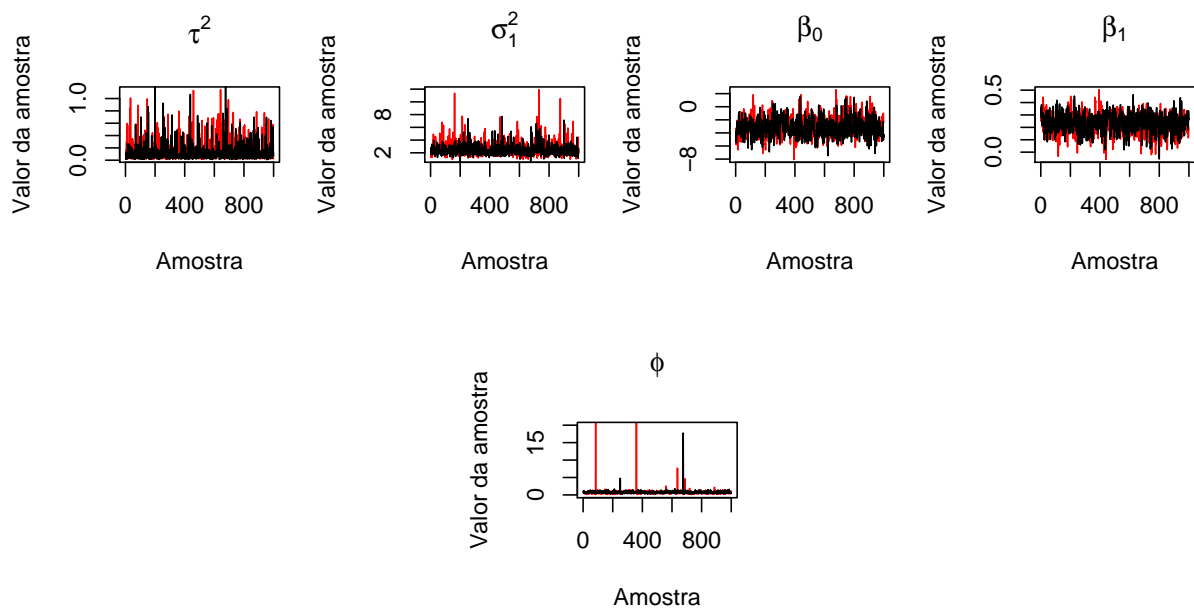 τ²
Valor da amostra
0.0 1.0
0 400 800
Amostra
σ₁²
Valor da amostra
2 8
0 400 800
Amostra
β₀
Valor da amostra
−8 0
0 400 800
Amostra
β₁
Valor da amostra
0.0 0.5
0 400 800
Amostra
ϕ
Valor da amostra
0 15
0 400 800
Amostra